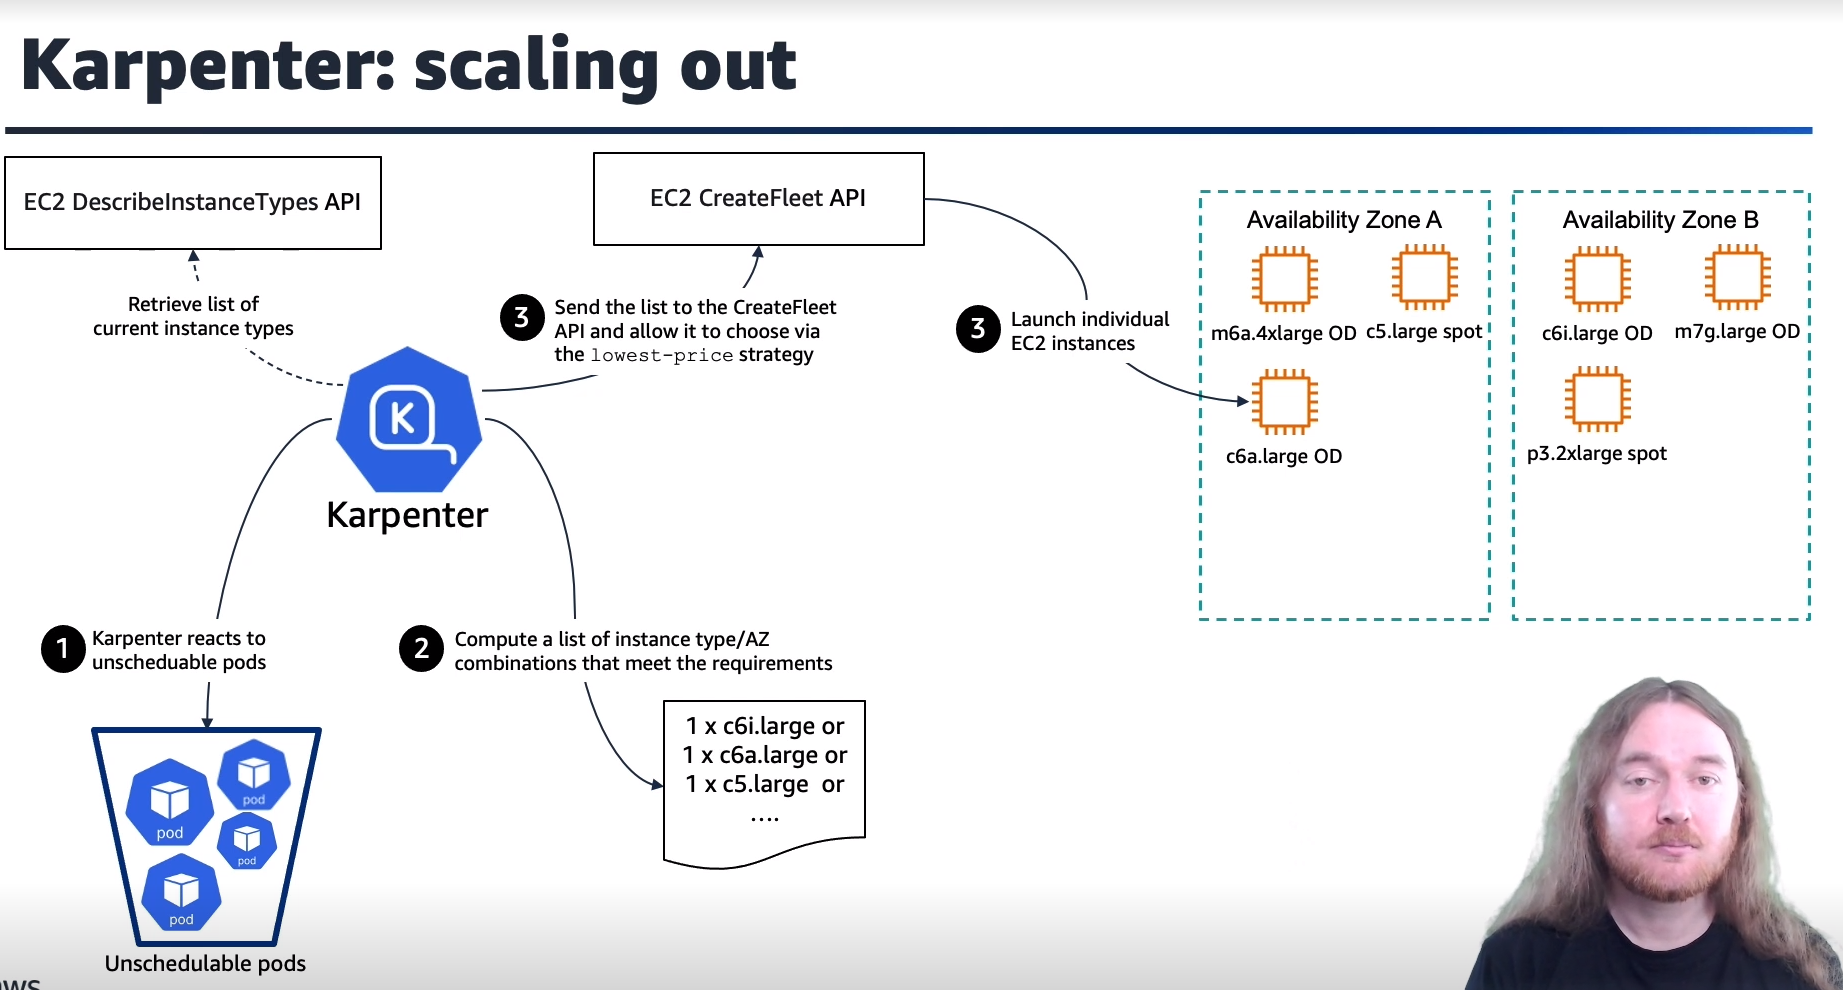 Karpenter: scaling out
EC2 DescribeInstanceTypes API
EC2 CreateFleet API
Retrieve list of
current instance types
3
Send the list to the CreateFleet
API and allow it to choose via
the lowest-price strategy
3
Launch individual
EC2 instances
Availability Zone A
m6a.4xlarge OD
c5.large spot
c6a.large OD
Availability Zone B
c6i.large OD
m7g.large OD
p3.2xlarge spot
K
Karpenter
1
Karpenter reacts to
unscheduable pods
2
Compute a list of instance type/AZ
combinations that meet the requirements
1 x c6i.large or
1 x c6a.large or
1 x c5.large or
....
pod
pod
pod
pod
Unschedulable pods